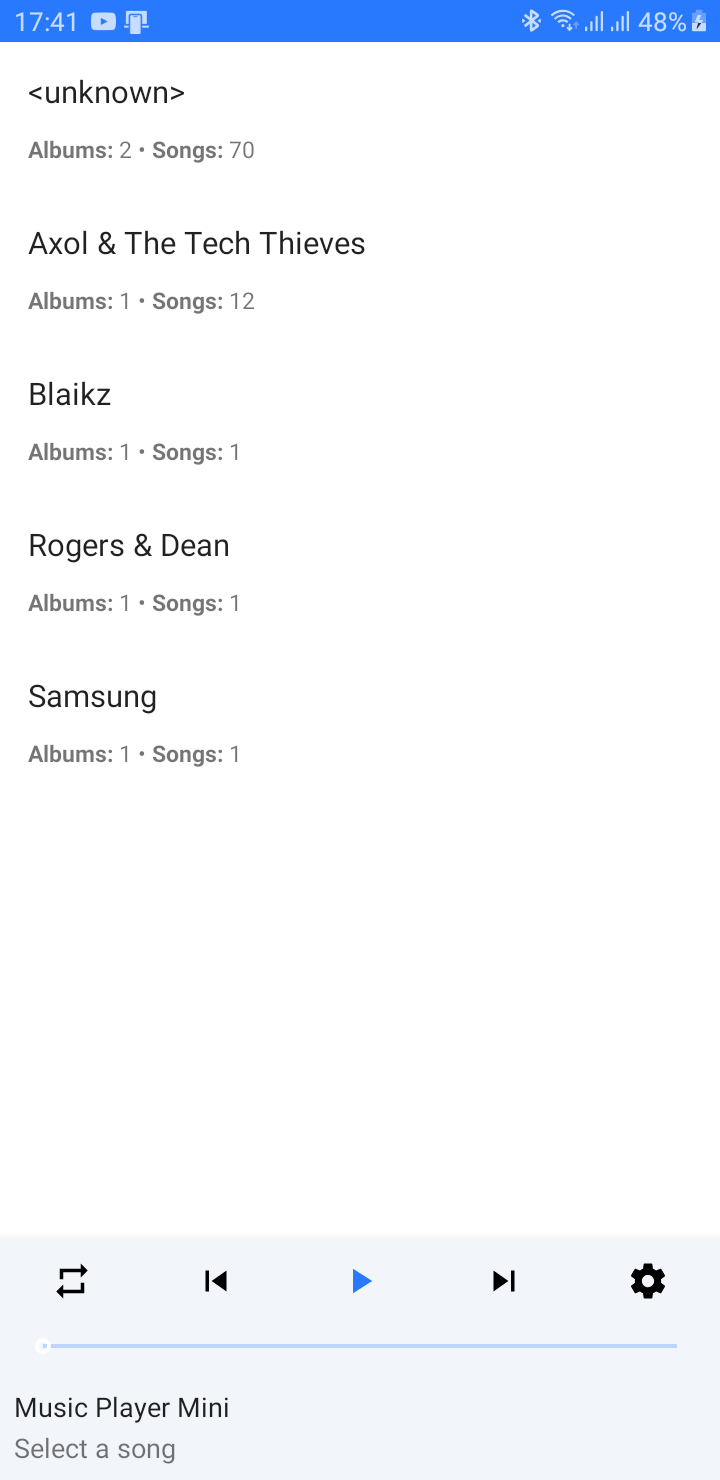 17:41 48%
<unknown>
Albums: 2 • Songs: 70
Axol & The Tech Thieves
Albums: 1 • Songs: 12
Blaikz
Albums: 1 • Songs: 1
Rogers & Dean
Albums: 1 • Songs: 1
Samsung
Albums: 1 • Songs: 1
Music Player Mini
Select a song